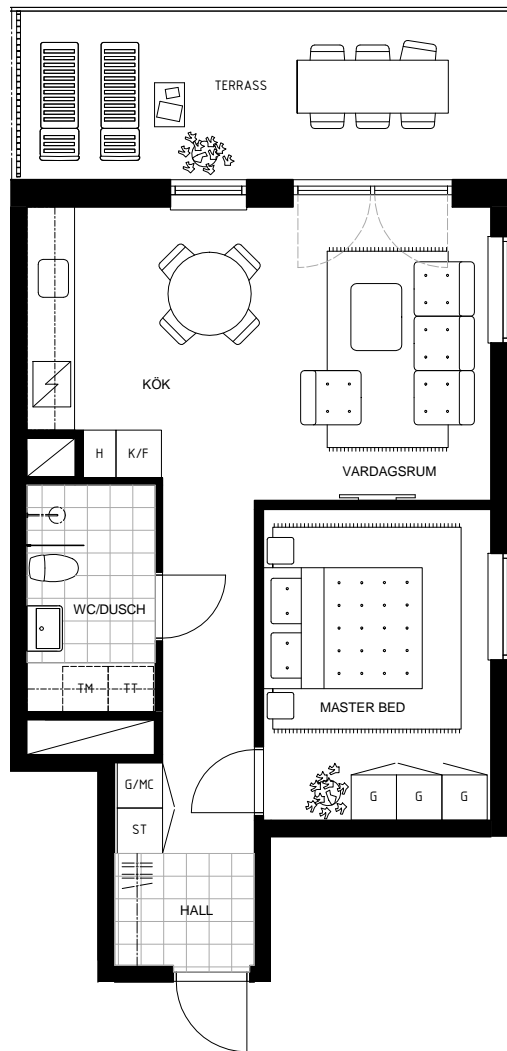 TERRASS
KÖK
H
K/F
VARDAGSRUM
WC/DUSCH
TM
TT
MASTER BED
G/MC
G
G
G
ST
HALL